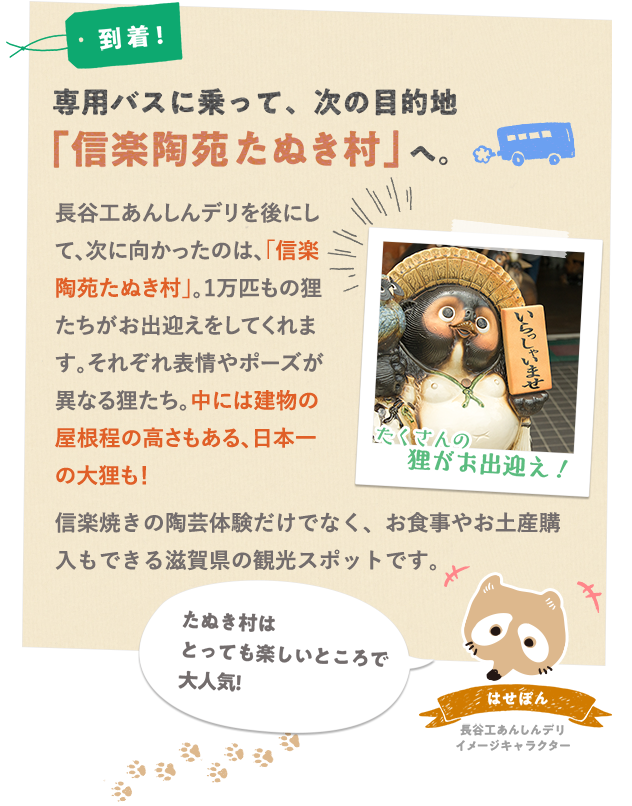 到着!
専用バスに乗って、次の目的地
「信楽陶苑たぬき村」へ。
長谷工あんしんデリを後にし
て、次に向かったのは、「信楽
陶苑たぬき村」。1万匹もの狸
たちがお出迎えをしてくれま
す。それぞれ表情やポーズが
異なる狸たち。中には建物の
屋根程の高さもある、日本一
の大狸も!
いらっしゃいませ
たくさんの
狸がお出迎え!
信楽焼きの陶芸体験だけでなく、お食事やお土産購
入もできる滋賀県の観光スポットです。
たぬき村は
とっても楽しいところで
大人気!
はせぽん
長谷工あんしんデリ
イメージキャラクター